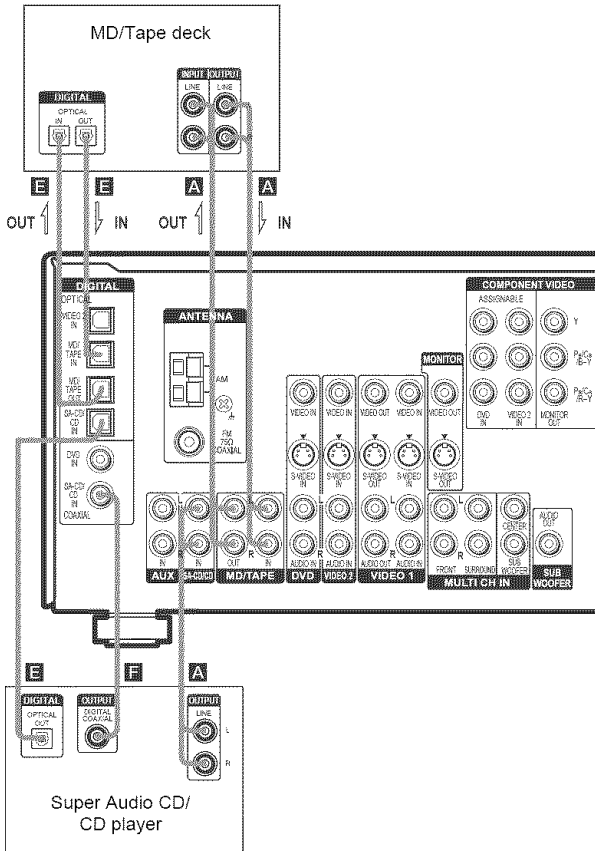 MD/Tape deck
INPUT OUTPUT
LINE LINE
DIGITAL
OPTICAL
IN OUT
E E A A
OUT IN OUT IN
DIGITAL
OPTICAL
VIDEO 2 IN
MD/TAPE IN
MD/TAPE OUT
SA-CD/CD IN
DVD IN
SA-CD/CD IN
COAXIAL
ANTENNA
AM
FM 75Ω COAXIAL
COMPONENT VIDEO
ASSIGNABLE
Y
PB/CB /B-Y
PR/CR /R-Y
DVD IN VIDEO 2 IN MONITOR OUT
MONITOR
VIDEO IN VIDEO IN VIDEO OUT VIDEO IN VIDEO OUT
S-VIDEO IN S-VIDEO IN S-VIDEO OUT S-VIDEO IN S-VIDEO OUT
L L L L
CENTER
AUDIO OUT
R R R R R R
IN IN OUT IN AUDIO IN AUDIO IN AUDIO OUT AUDIO IN FRONT SURROUND SUB WOOFER
AUX SA-CD/CD MD/TAPE DVD VIDEO 2 VIDEO 1 MULTI CH IN SUB WOOFER
E F A
DIGITAL OUTPUT OUTPUT
OPTICAL OUT DIGITAL COAXIAL LINE
L
R
Super Audio CD/
CD player